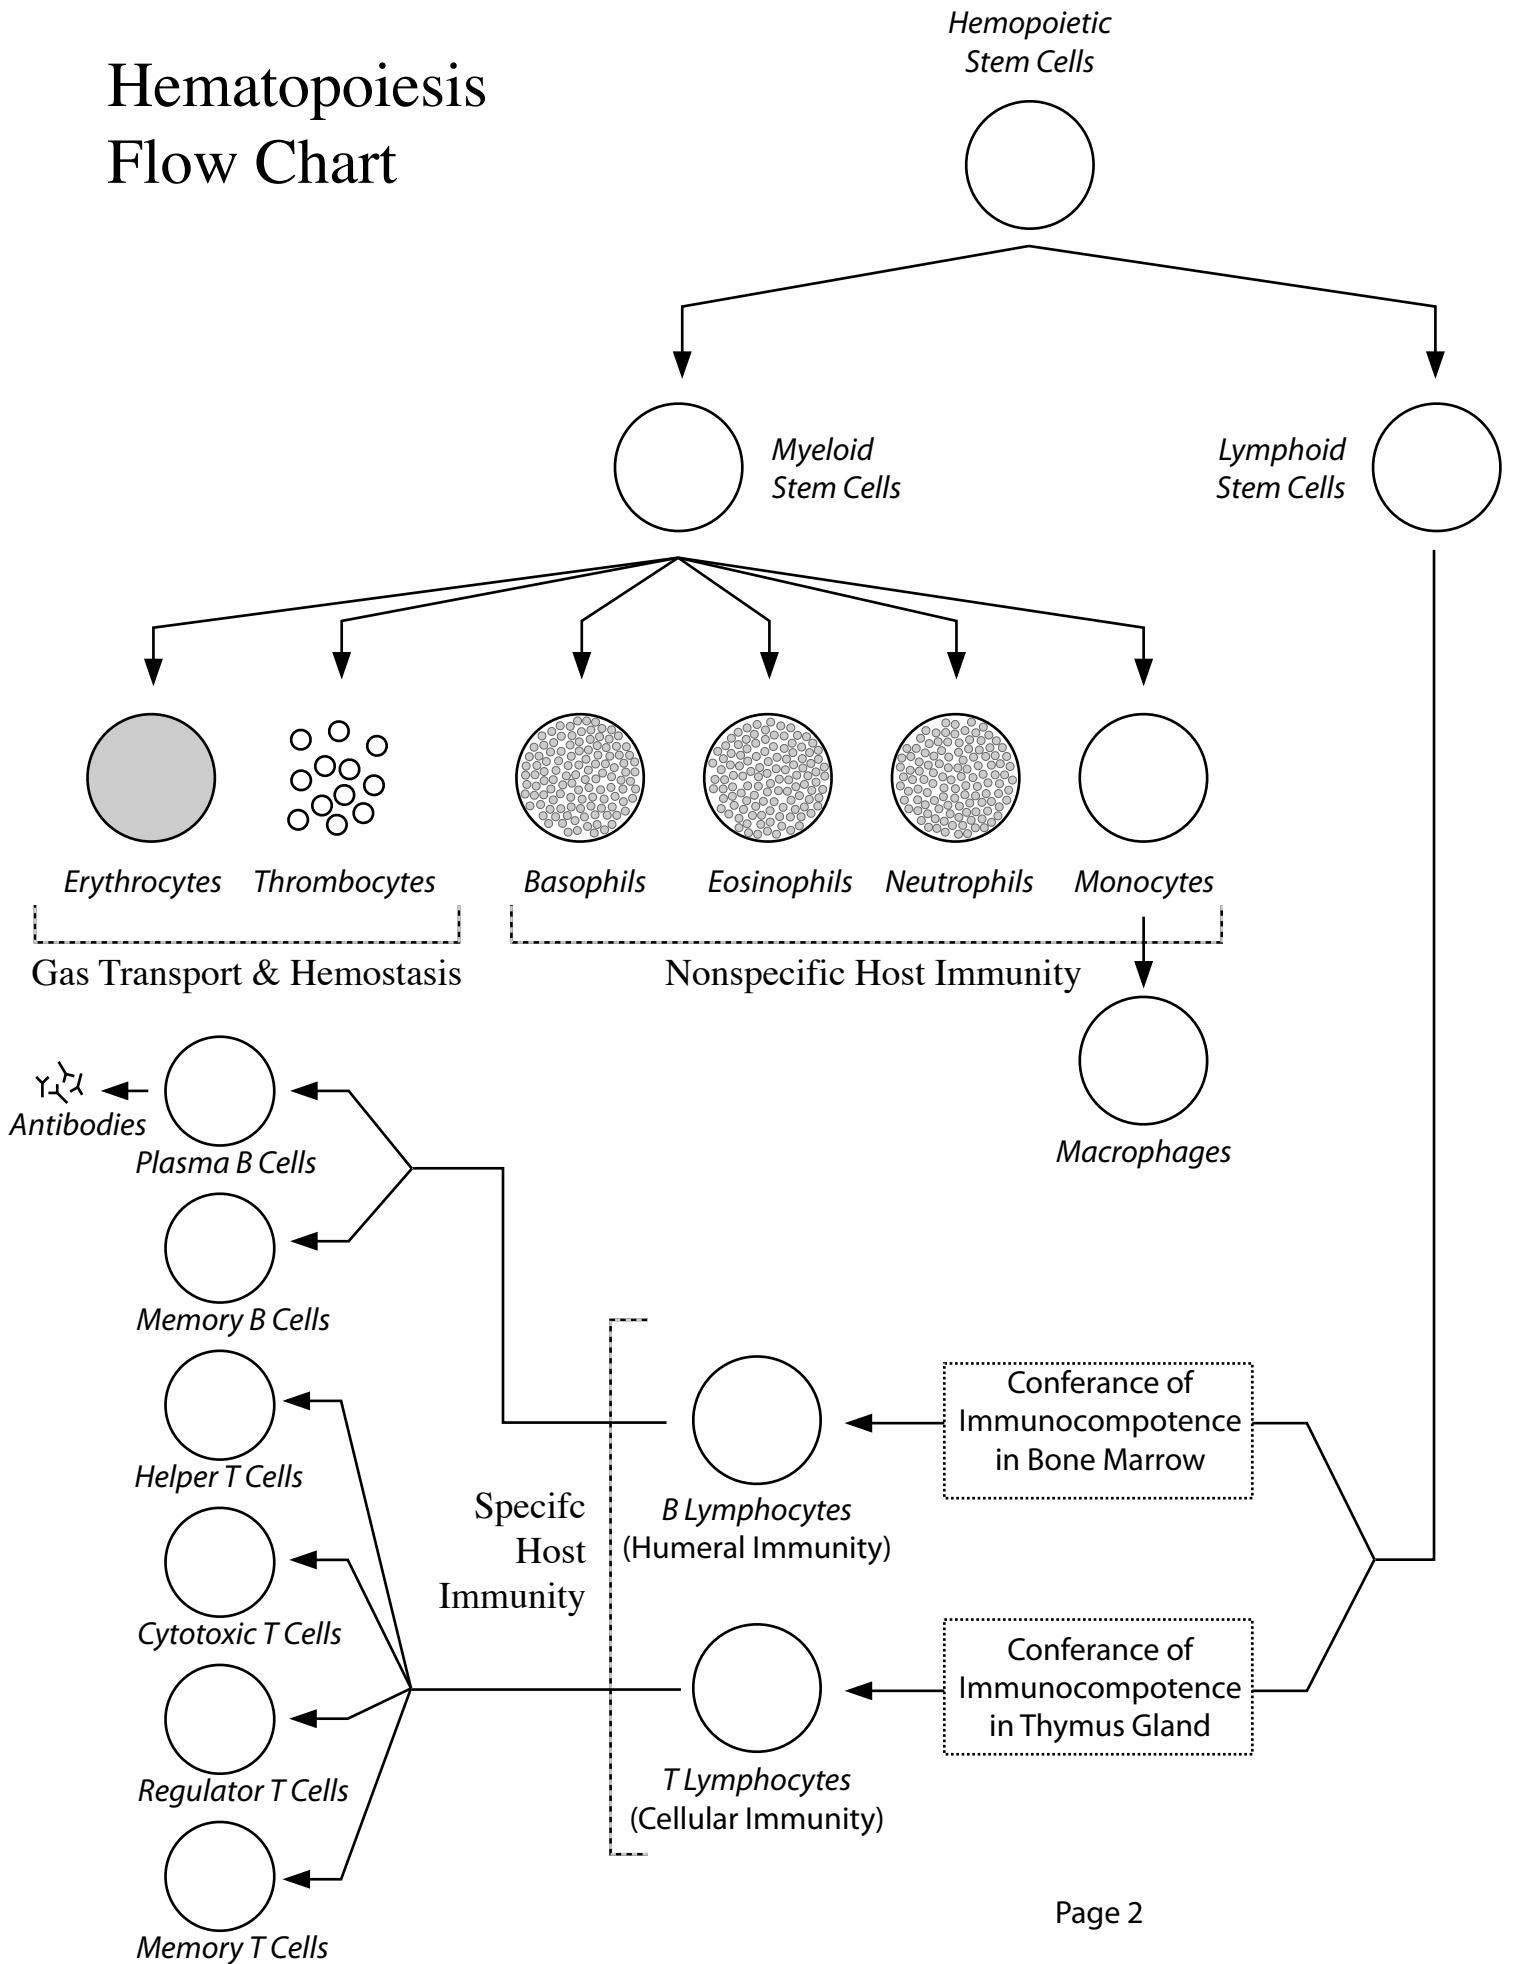 Hematopoiesis
Flow Chart
Hemopoietic
Stem Cells
Myeloid
Stem Cells
Lymphoid
Stem Cells
Erythrocytes
Thrombocytes
Basophils
Eosinophils
Neutrophils
Monocytes
Gas Transport & Hemostasis
Nonspecific Host Immunity
Macrophages
Antibodies
Plasma B Cells
Memory B Cells
Helper T Cells
Cytotoxic T Cells
Regulator T Cells
Memory T Cells
Specifc
Host
Immunity
B Lymphocytes
(Humeral Immunity)
T Lymphocytes
(Cellular Immunity)
Conferance of
Immunocompotence
in Bone Marrow
Conferance of
Immunocompotence
in Thymus Gland
Page 2